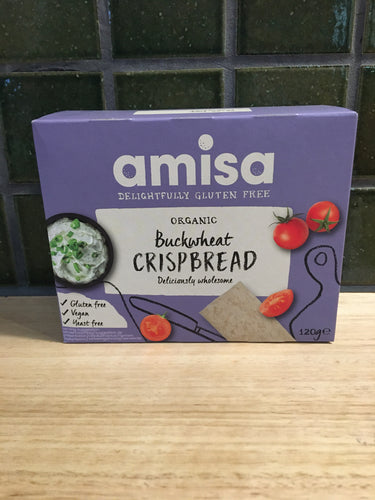 amisa
DELIGHTFULLY GLUTEN FREE
ORGANIC
Buckwheat
CRISPBREAD
Deliciously wholesome
✓ Gluten free
✓ Vegan
✓ Yeast free
120g℮